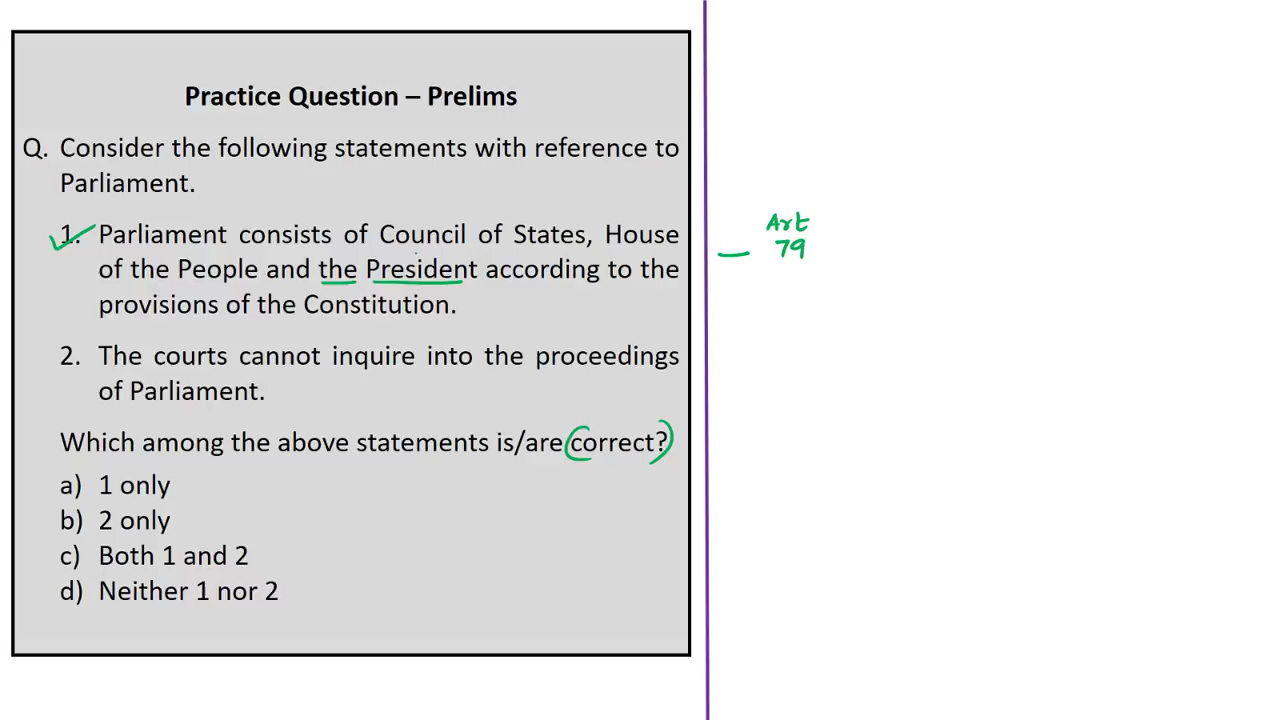 Practice Question – Prelims
Q. Consider the following statements with reference to
Parliament.
1. Parliament consists of Council of States, House
of the People and the President according to the
provisions of the Constitution.
2. The courts cannot inquire into the proceedings
of Parliament.
Which among the above statements is/are correct?
a) 1 only
b) 2 only
c) Both 1 and 2
d) Neither 1 nor 2
Art
79